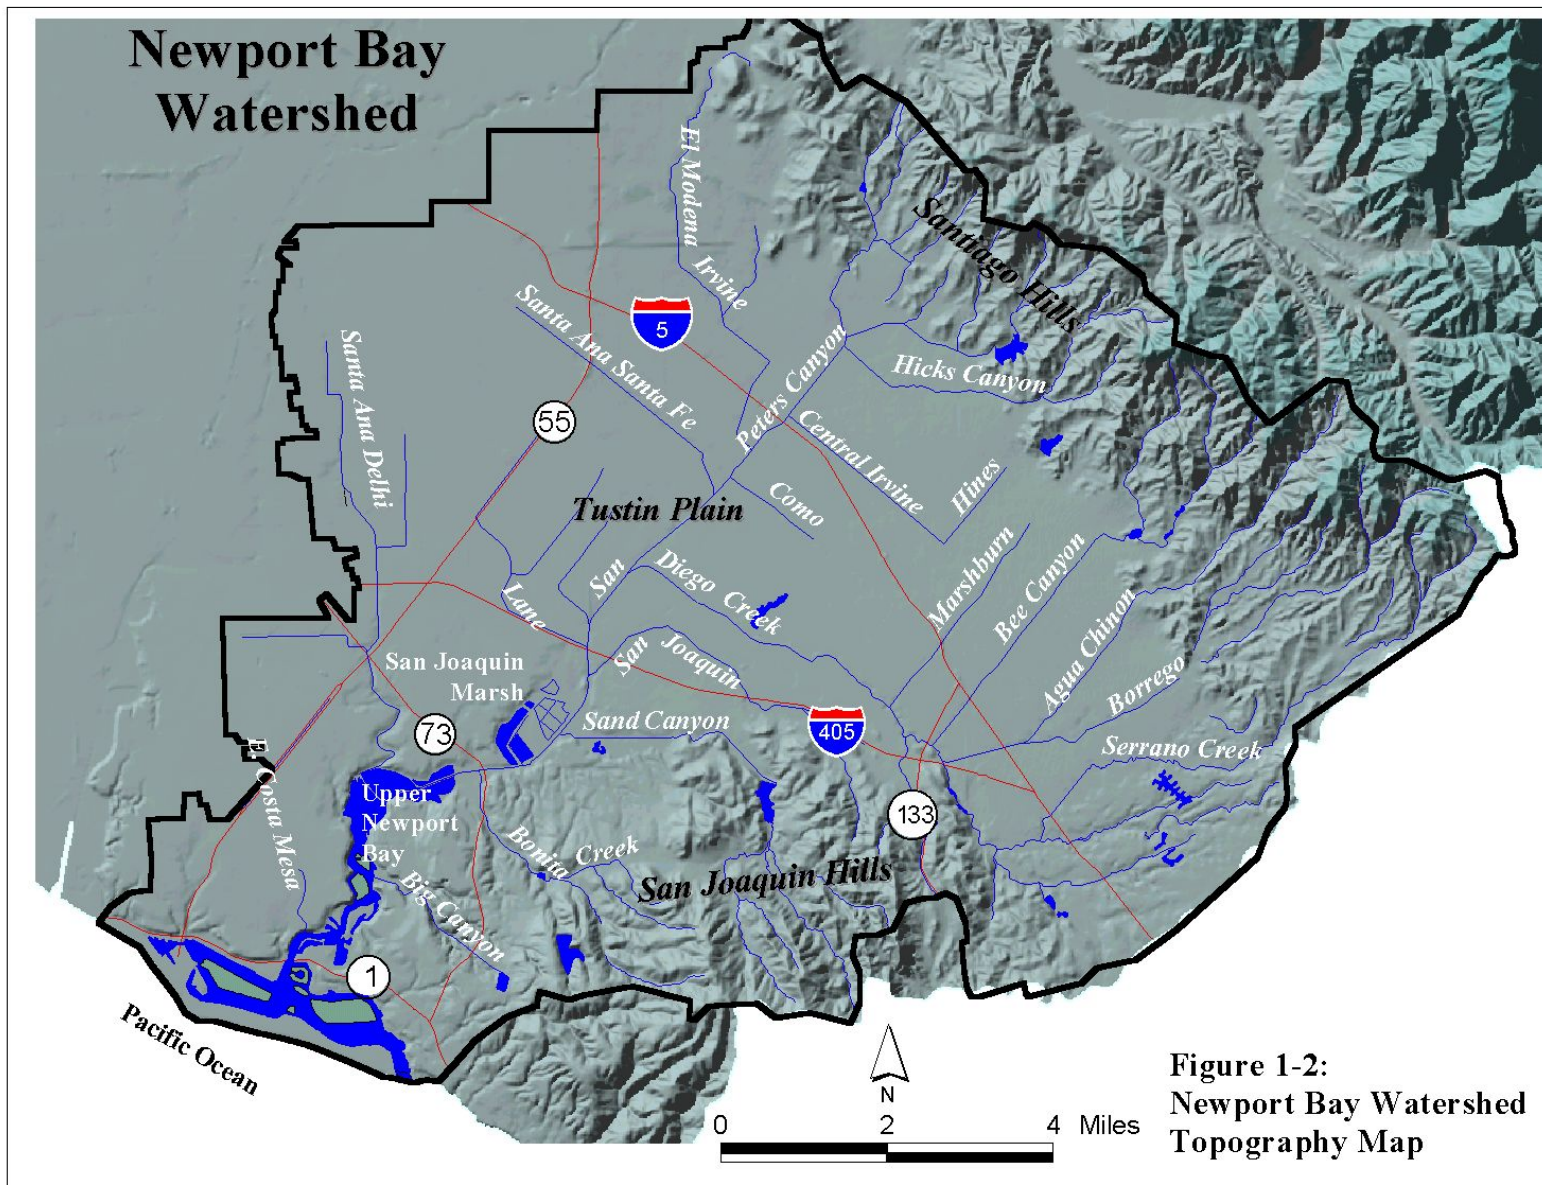 Newport Bay
Watershed
El Modena Irvine
Santiago Hills
5
Santa Ana Santa Fe
Santa Ana Delhi
Peters Canyon
Hicks Canyon
55
Central Irvine
Hines
Como
Tustin Plain
San Diego Creek
Lane
Marshburn
Bee Canyon
Agua Chinon
Borrego
San Joaquin
San Joaquin
Marsh
Sand Canyon
73
405
Serrano Creek
E. Costa Mesa
Upper
Newport
Bay
133
Bonita Creek
Big Canyon
San Joaquin Hills
1
Pacific Ocean
N
0 2 4 Miles
Figure 1-2:
Newport Bay Watershed
Topography Map